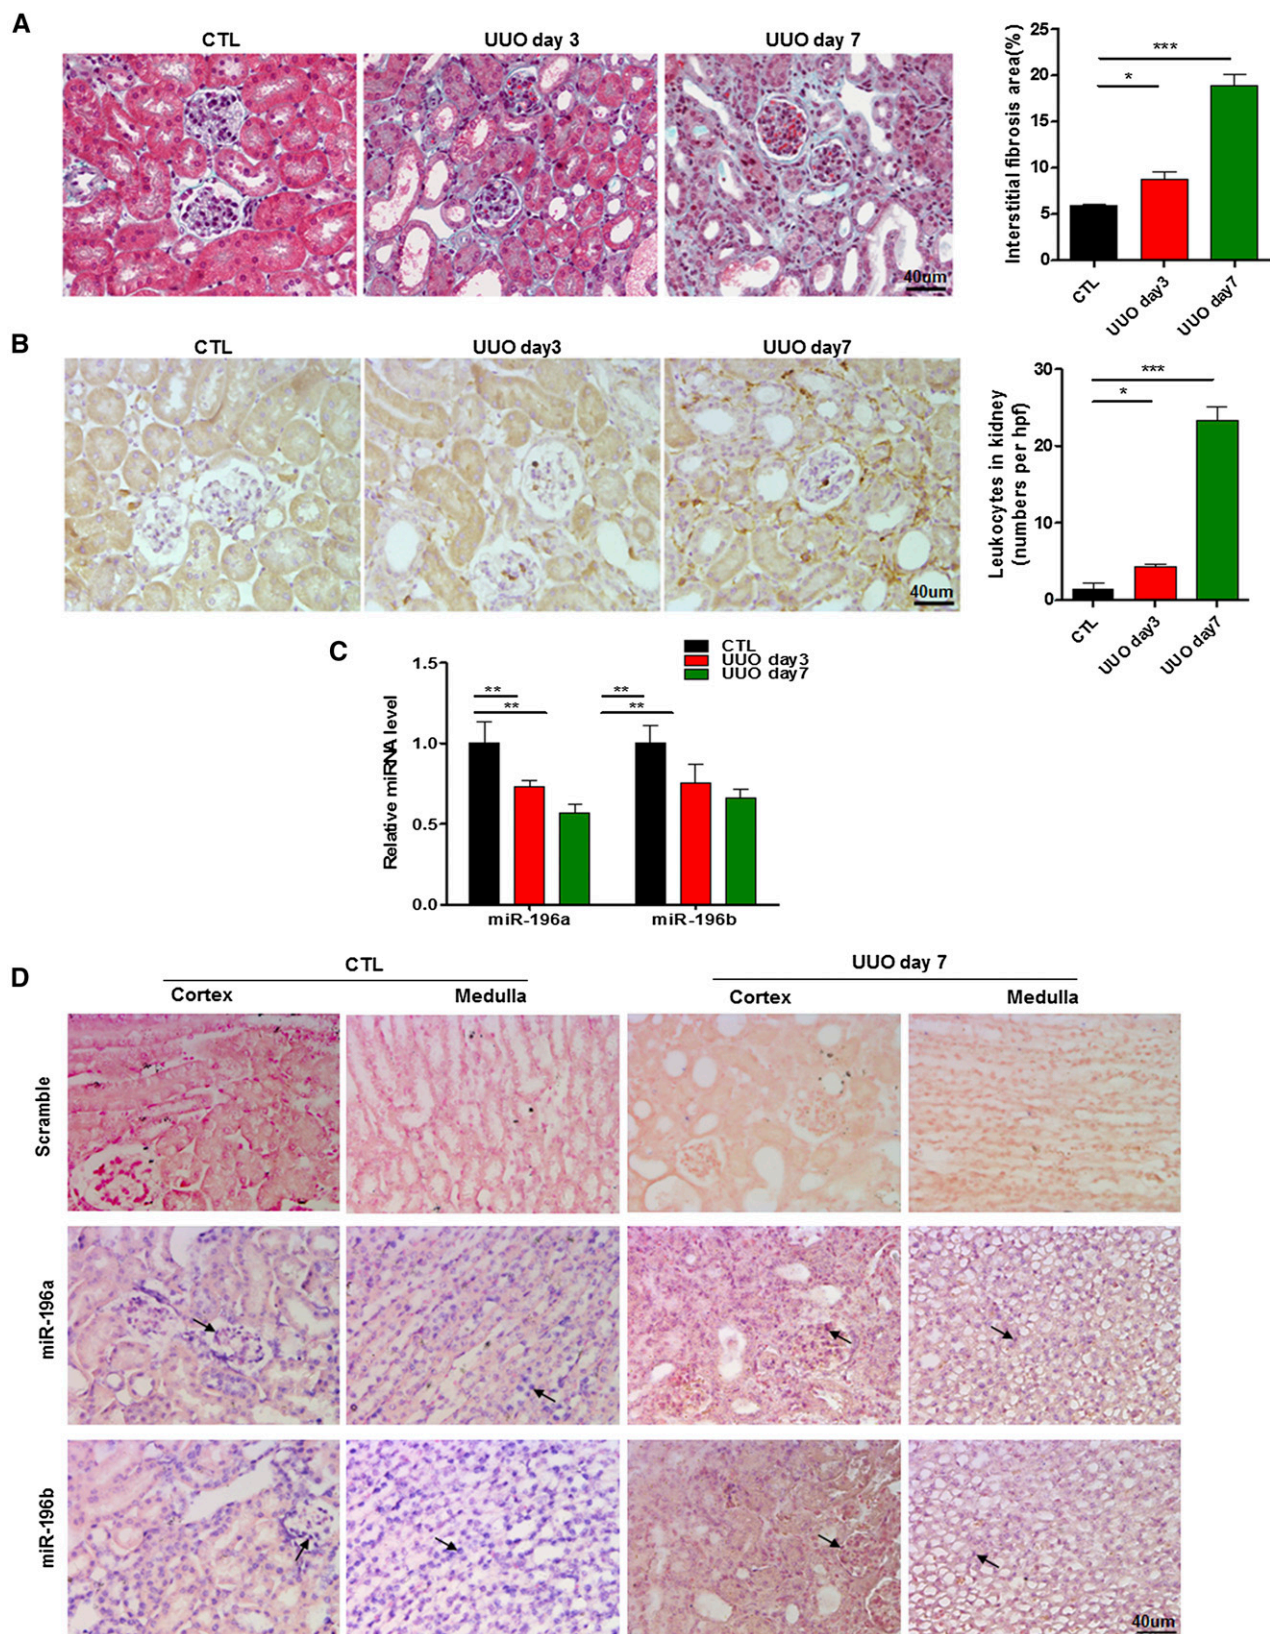 A
CTL
UUO day 3
UUO day 7
40um
Interstitial fibrosis area(%)
25
20
15
10
5
0
*
***
CTL
UUO day3
UUO day7
B
CTL
UUO day3
UUO day7
40um
Leukocytes in kidney
(numbers per hpf)
30
20
10
0
*
***
CTL
UUO day3
UUO day7
C
CTL
UUO day3
UUO day7
Relative miRNA level
1.5
1.0
0.5
0.0
**
**
**
**
miR-196a
miR-196b
D
CTL
UUO day 7
Cortex
Medulla
Cortex
Medulla
Scramble
miR-196a
miR-196b
40um